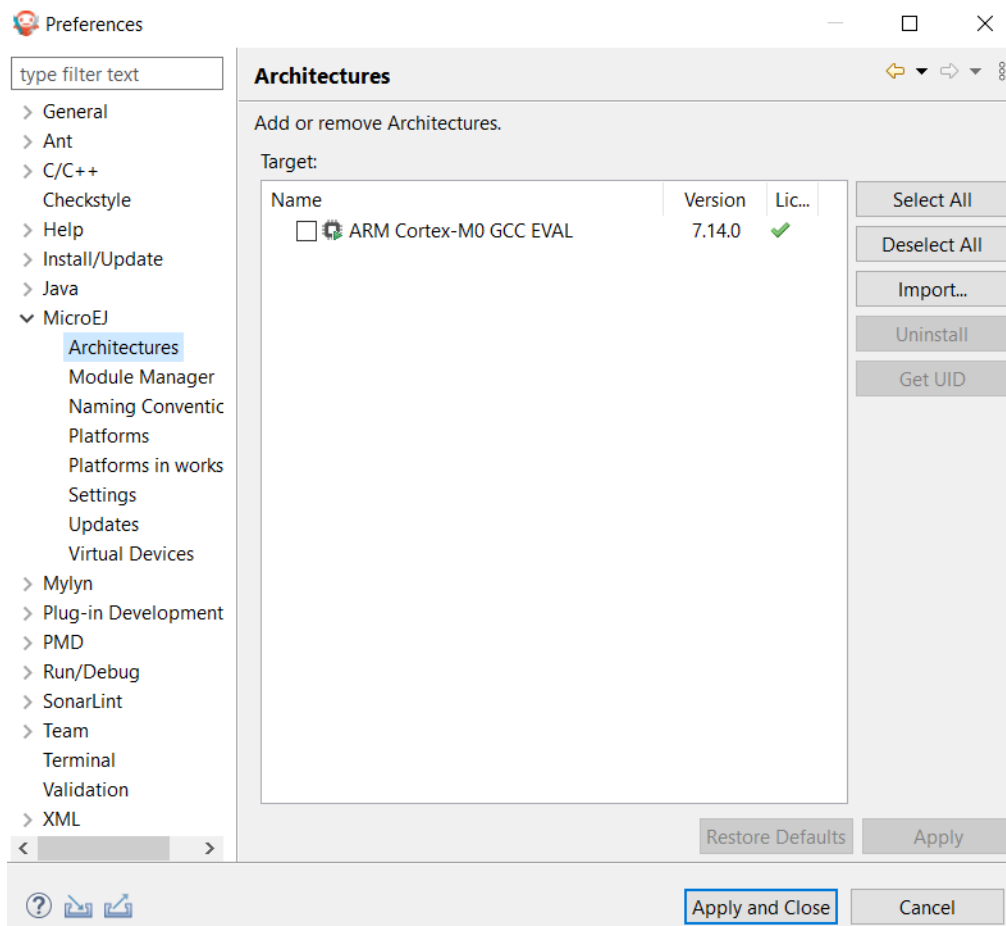 Preferences
type filter text
General
Ant
C/C++
Checkstyle
Help
Install/Update
Java
MicroEJ
Architectures
Module Manager
Naming Conventic
Platforms
Platforms in works
Settings
Updates
Virtual Devices
Mylyn
Plug-in Development
PMD
Run/Debug
SonarLint
Team
Terminal
Validation
XML
Architectures
Add or remove Architectures.
Target:
Name Version Lic...
ARM Cortex-M0 GCC EVAL 7.14.0
Select All
Deselect All
Import...
Uninstall
Get UID
Restore Defaults Apply
Apply and Close Cancel